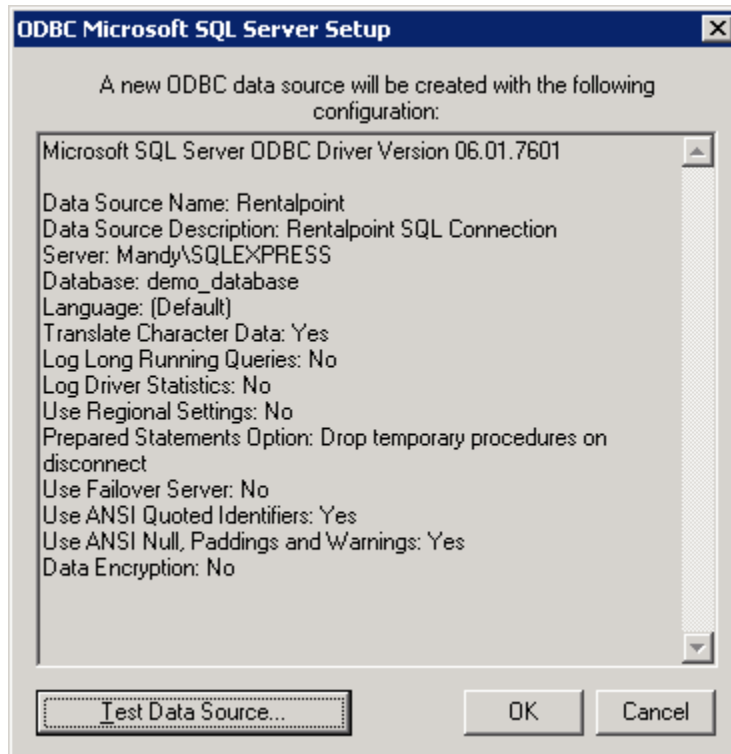 ODBC Microsoft SQL Server Setup
A new ODBC data source will be created with the following
configuration:
Microsoft SQL Server ODBC Driver Version 06.01.7601
Data Source Name: Rentalpoint
Data Source Description: Rentalpoint SQL Connection
Server: Mandy\SQLEXPRESS
Database: demo_database
Language: (Default)
Translate Character Data: Yes
Log Long Running Queries: No
Log Driver Statistics: No
Use Regional Settings: No
Prepared Statements Option: Drop temporary procedures on
disconnect
Use Failover Server: No
Use ANSI Quoted Identifiers: Yes
Use ANSI Null, Paddings and Warnings: Yes
Data Encryption: No
Test Data Source...
OK
Cancel